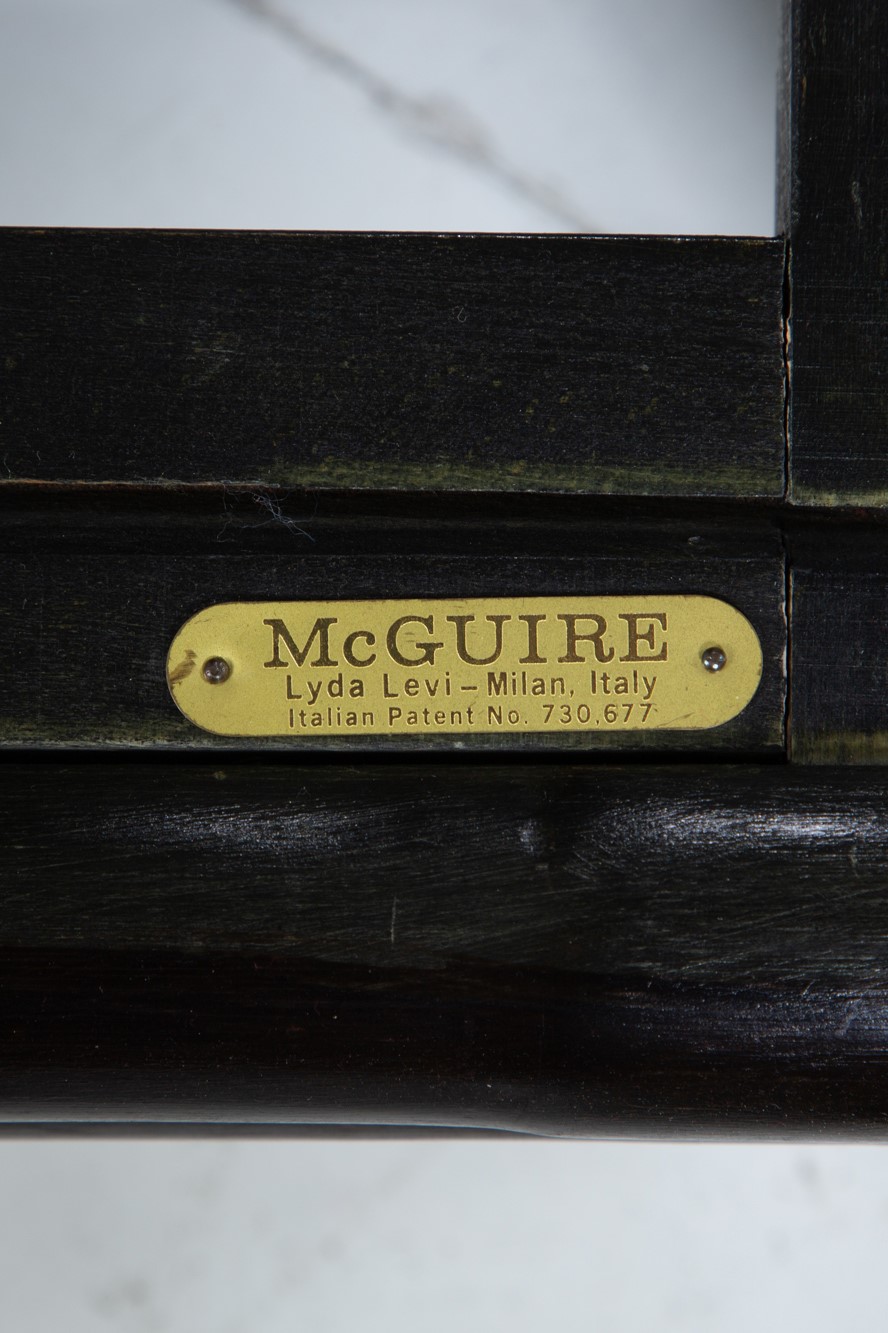 McGUIRE
Lyda Levi – Milan, Italy
Italian Patent No. 730,677